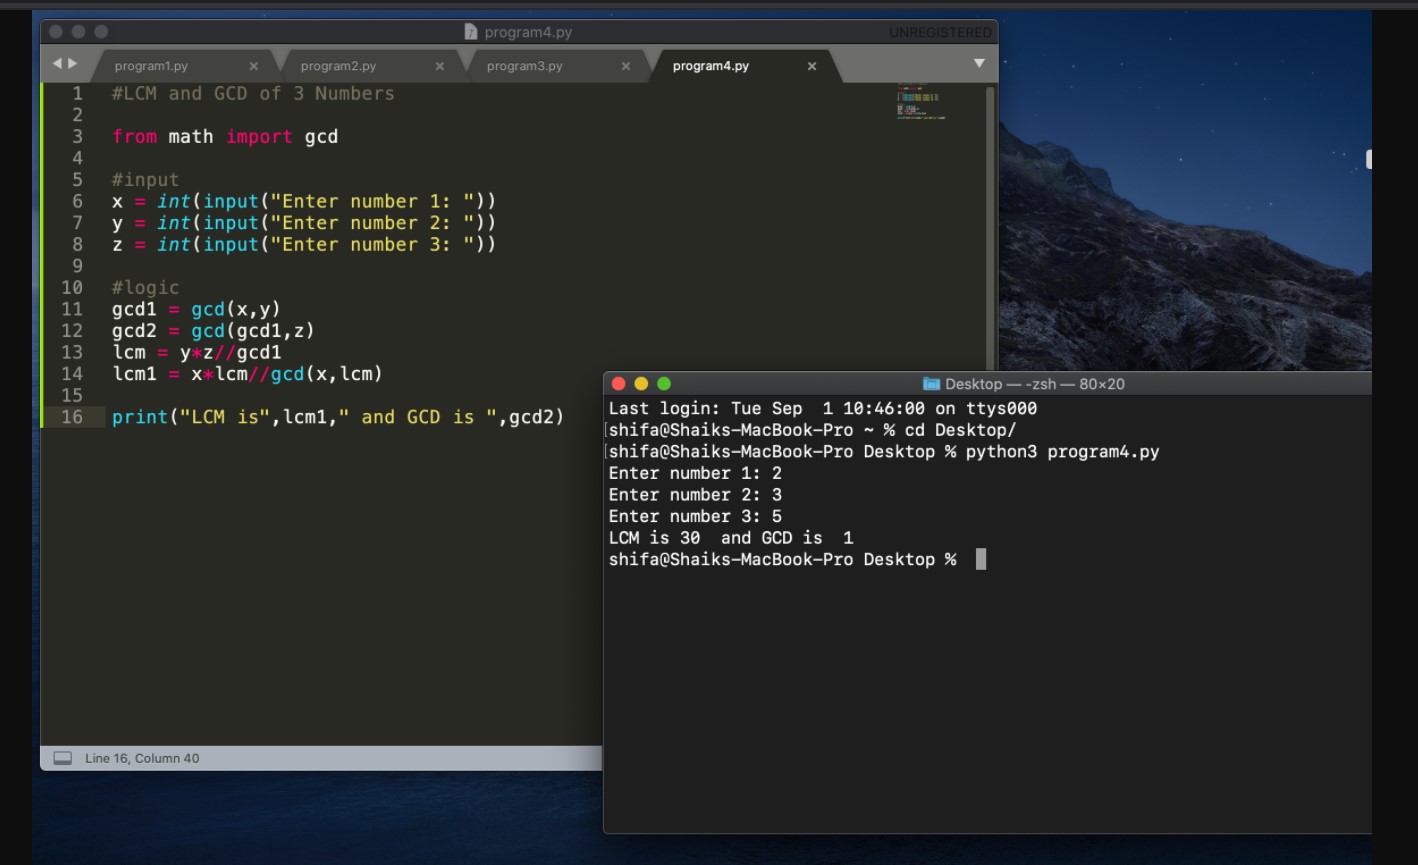 program4.py
UNREGISTERED
program1.py × program2.py × program3.py × program4.py ×
1 #LCM and GCD of 3 Numbers
2
3 from math import gcd
4
5 #input
6 x = int(input("Enter number 1: "))
7 y = int(input("Enter number 2: "))
8 z = int(input("Enter number 3: "))
9
10 #logic
11 gcd1 = gcd(x,y)
12 gcd2 = gcd(gcd1,z)
13 lcm = y*z//gcd1
14 lcm1 = x*lcm//gcd(x,lcm)
15
16 print("LCM is",lcm1," and GCD is ",gcd2)
Line 16, Column 40
Desktop — -zsh — 80×20
Last login: Tue Sep  1 10:46:00 on ttys000
[shifa@Shaiks-MacBook-Pro ~ % cd Desktop/
[shifa@Shaiks-MacBook-Pro Desktop % python3 program4.py
Enter number 1: 2
Enter number 2: 3
Enter number 3: 5
LCM is 30  and GCD is  1
shifa@Shaiks-MacBook-Pro Desktop %